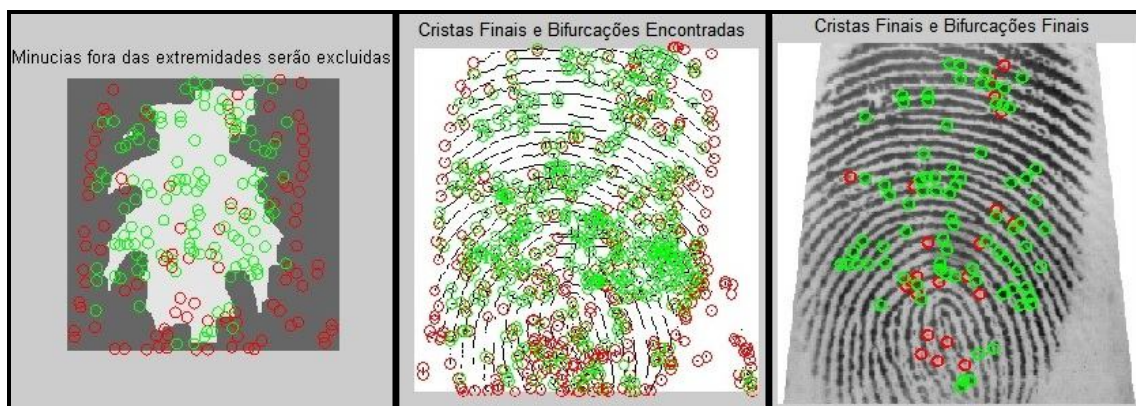 Minucias fora das extremidades serão excluidas
Cristas Finais e Bifurcações Encontradas
Cristas Finais e Bifurcações Finais